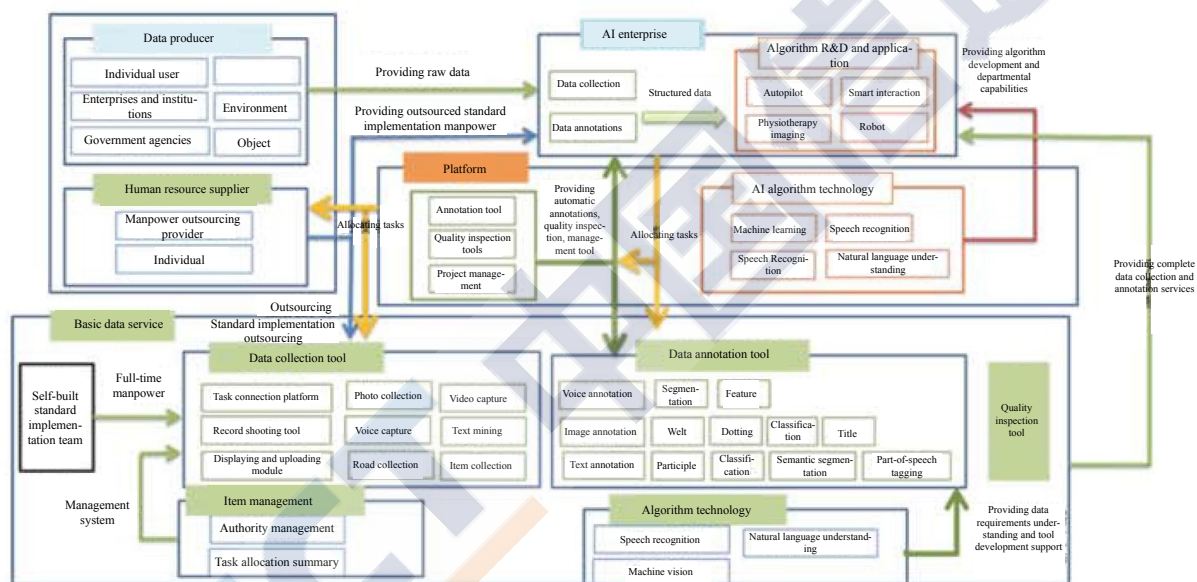 Data producer
Individual user
Enterprises and institu-
tions
Environment
Government agencies
Object
Human resource supplier
Manpower outsourcing
provider
Individual
Providing raw data
Providing outsourced standard
implementation manpower
AI enterprise
Data collection
Data annotations
Structured data
Algorithm R&D and applica-
tion
Autopilot
Smart interaction
Physiotherapy
imaging
Robot
Providing algorithm
development and
departmental
capabilities
Platform
Annotation tool
Quality inspection
tools
Project manage-
ment
Allocating tasks
Providing
automatic
annotations,
quality inspec-
tion, manage-
ment tool
Allocating tasks
AI algorithm technology
Machine learning
Speech recognition
Speech Recogni-
tion
Natural language under-
standing
Providing complete
data collection and
annotation services
Outsourcing
Standard implementation
outsourcing
Basic data service
Self-built
standard
implemen-
tation team
Full-time
manpower
Management
system
Data collection tool
Task connection platform
Photo collection
Video capture
Record shooting tool
Voice capture
Text mining
Displaying and uploading
module
Road collection
Item collection
Item management
Authority management
Task allocation summary
Data annotation tool
Voice annotation
Segmen-
tation
Feature
Image annotation
Welt
Dotting
Classifica-
tion
Title
Text annotation
Participle
Classifi-
cation
Semantic segmen-
tation
Part-of-speech
tagging
Quality
inspection
tool
Algorithm technology
Speech recognition
Natural language understand-
ing
Machine vision
Providing data
requirements under-
standing and tool
development support